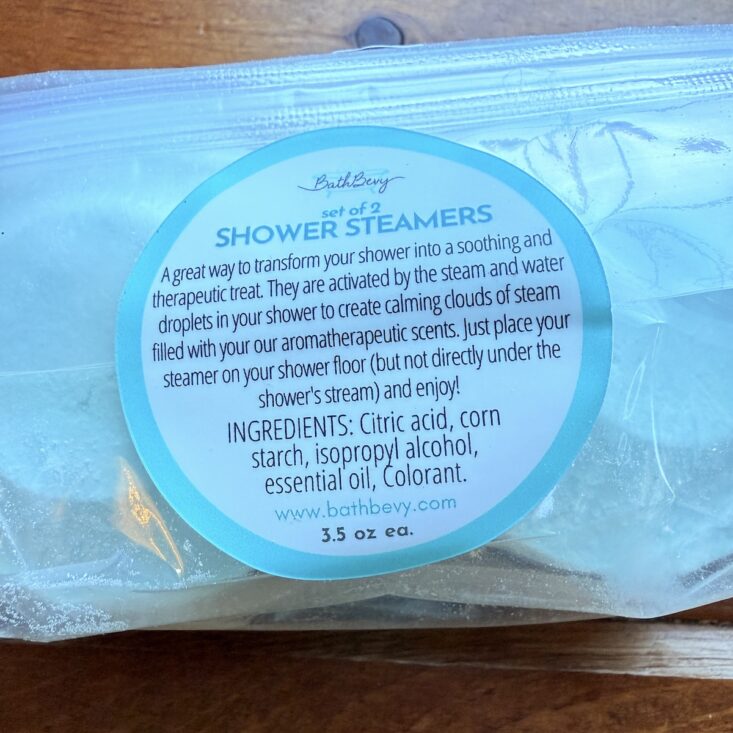 BathBevy
set of 2
SHOWER STEAMERS
A great way to transform your shower into a soothing and
therapeutic treat. They are activated by the steam and water
droplets in your shower to create calming clouds of steam
filled with your our aromatherapeutic scents. Just place your
steamer on your shower floor (but not directly under the
shower's stream) and enjoy!
INGREDIENTS: Citric acid, corn
starch, isopropyl alcohol,
essential oil, Colorant.
www.bathbevy.com
3.5 oz ea.